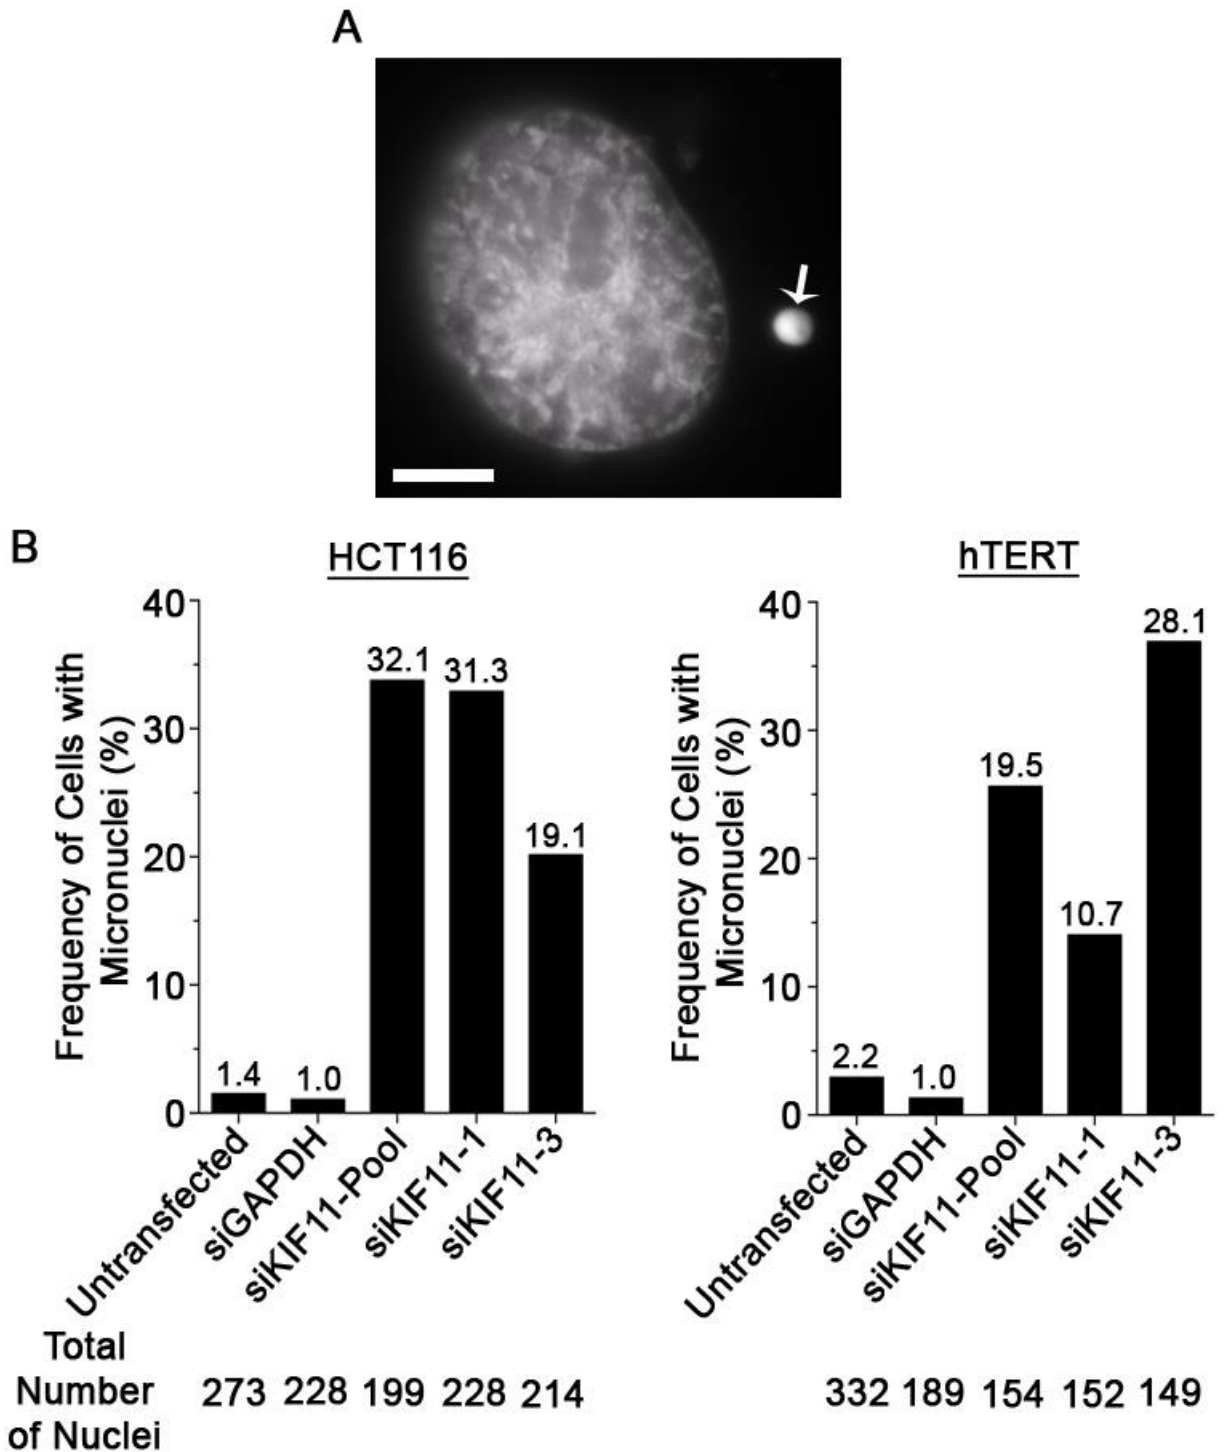 A
B
HCT116
hTERT
Frequency of Cells with
Micronuclei (%)
40
30
20
10
0
1.4
1.0
32.1
31.3
19.1
Untransfected
siGAPDH
siKIF11-Pool
siKIF11-1
siKIF11-3
Frequency of Cells with
Micronuclei (%)
40
30
20
10
0
2.2
1.0
19.5
10.7
28.1
Untransfected
siGAPDH
siKIF11-Pool
siKIF11-1
siKIF11-3
Total
Number
of Nuclei
273 228 199 228 214
332 189 154 152 149